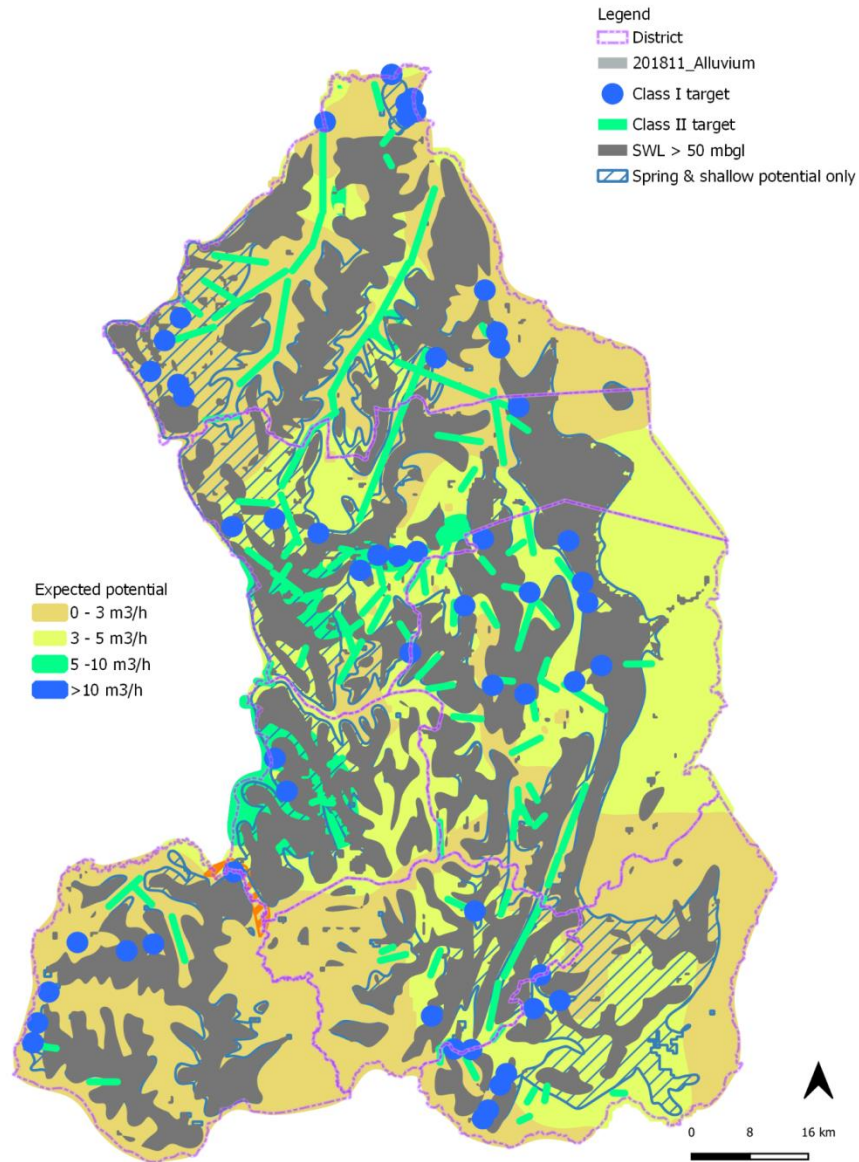 Legend
District
201811_Alluvium
Class I target
Class II target
SWL > 50 mbgl
Spring & shallow potential only
Expected potential
0 - 3 m3/h
3 - 5 m3/h
5 -10 m3/h
>10 m3/h
0 8 16 km